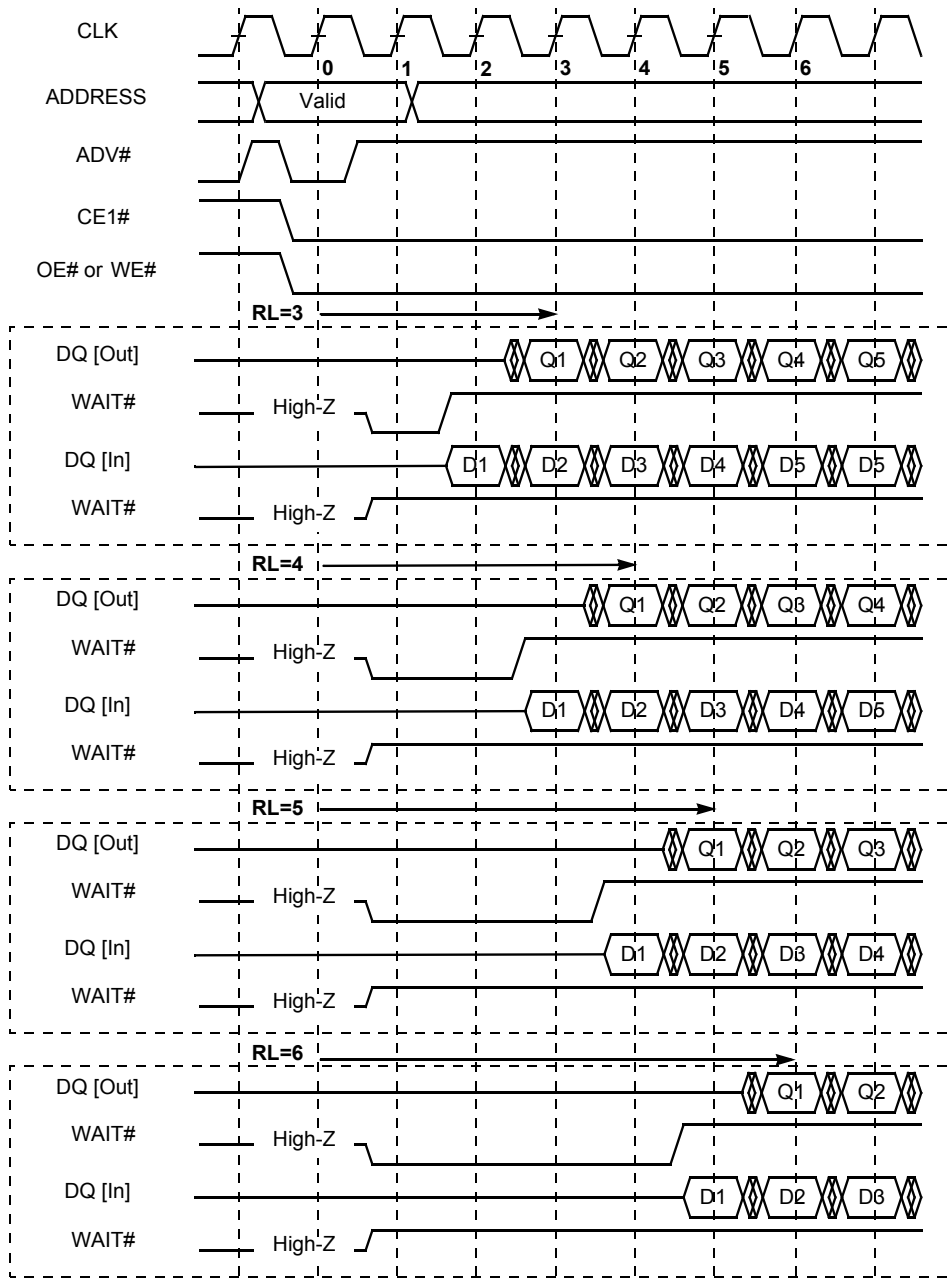 CLK
0 1 2 3 4 5 6
ADDRESS Valid
ADV#
CE1#
OE# or WE#
RL=3
DQ [Out] Q1 Q2 Q3 Q4 Q5
WAIT# High-Z
DQ [In] D1 D2 D3 D4 D5 D5
WAIT# High-Z
RL=4
DQ [Out] Q1 Q2 Q3 Q4
WAIT# High-Z
DQ [In] D1 D2 D3 D4 D5
WAIT# High-Z
RL=5
DQ [Out] Q1 Q2 Q3
WAIT# High-Z
DQ [In] D1 D2 D3 D4
WAIT# High-Z
RL=6
DQ [Out] Q1 Q2
WAIT# High-Z
DQ [In] D1 D2 D3
WAIT# High-Z